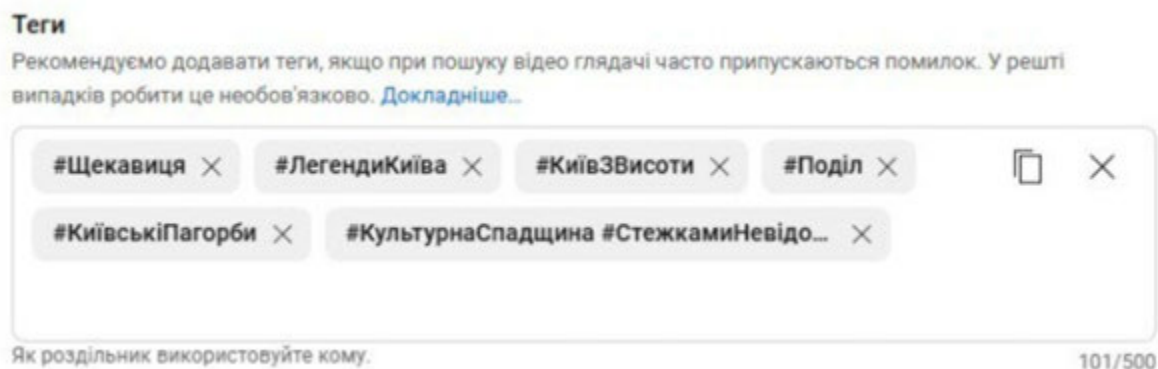 Теги
Рекомендуємо додавати теги, якщо при пошуку відео глядачі часто припускаються помилок. У решті
випадків робити це необов'язково. Докладніше...
#Щекавиця #ЛегендиКиїва #КиївЗВисоти #Поділ
#КиївськіПагорби #КультурнаСпадщина #СтежкамиНевідо...
Як роздільник використовуйте кому.
101/500